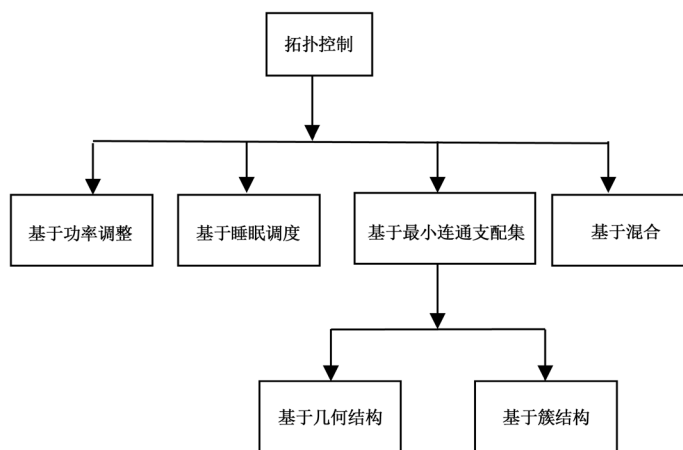 拓扑控制
基于功率调整
基于睡眠调度
基于最小连通支配集
基于混合
基于几何结构
基于簇结构